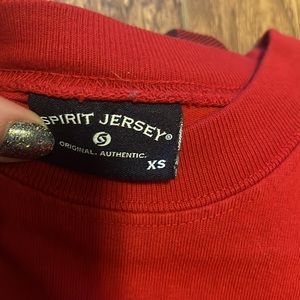 SPIRIT JERSEY®
ORIGINAL. AUTHENTIC.
XS